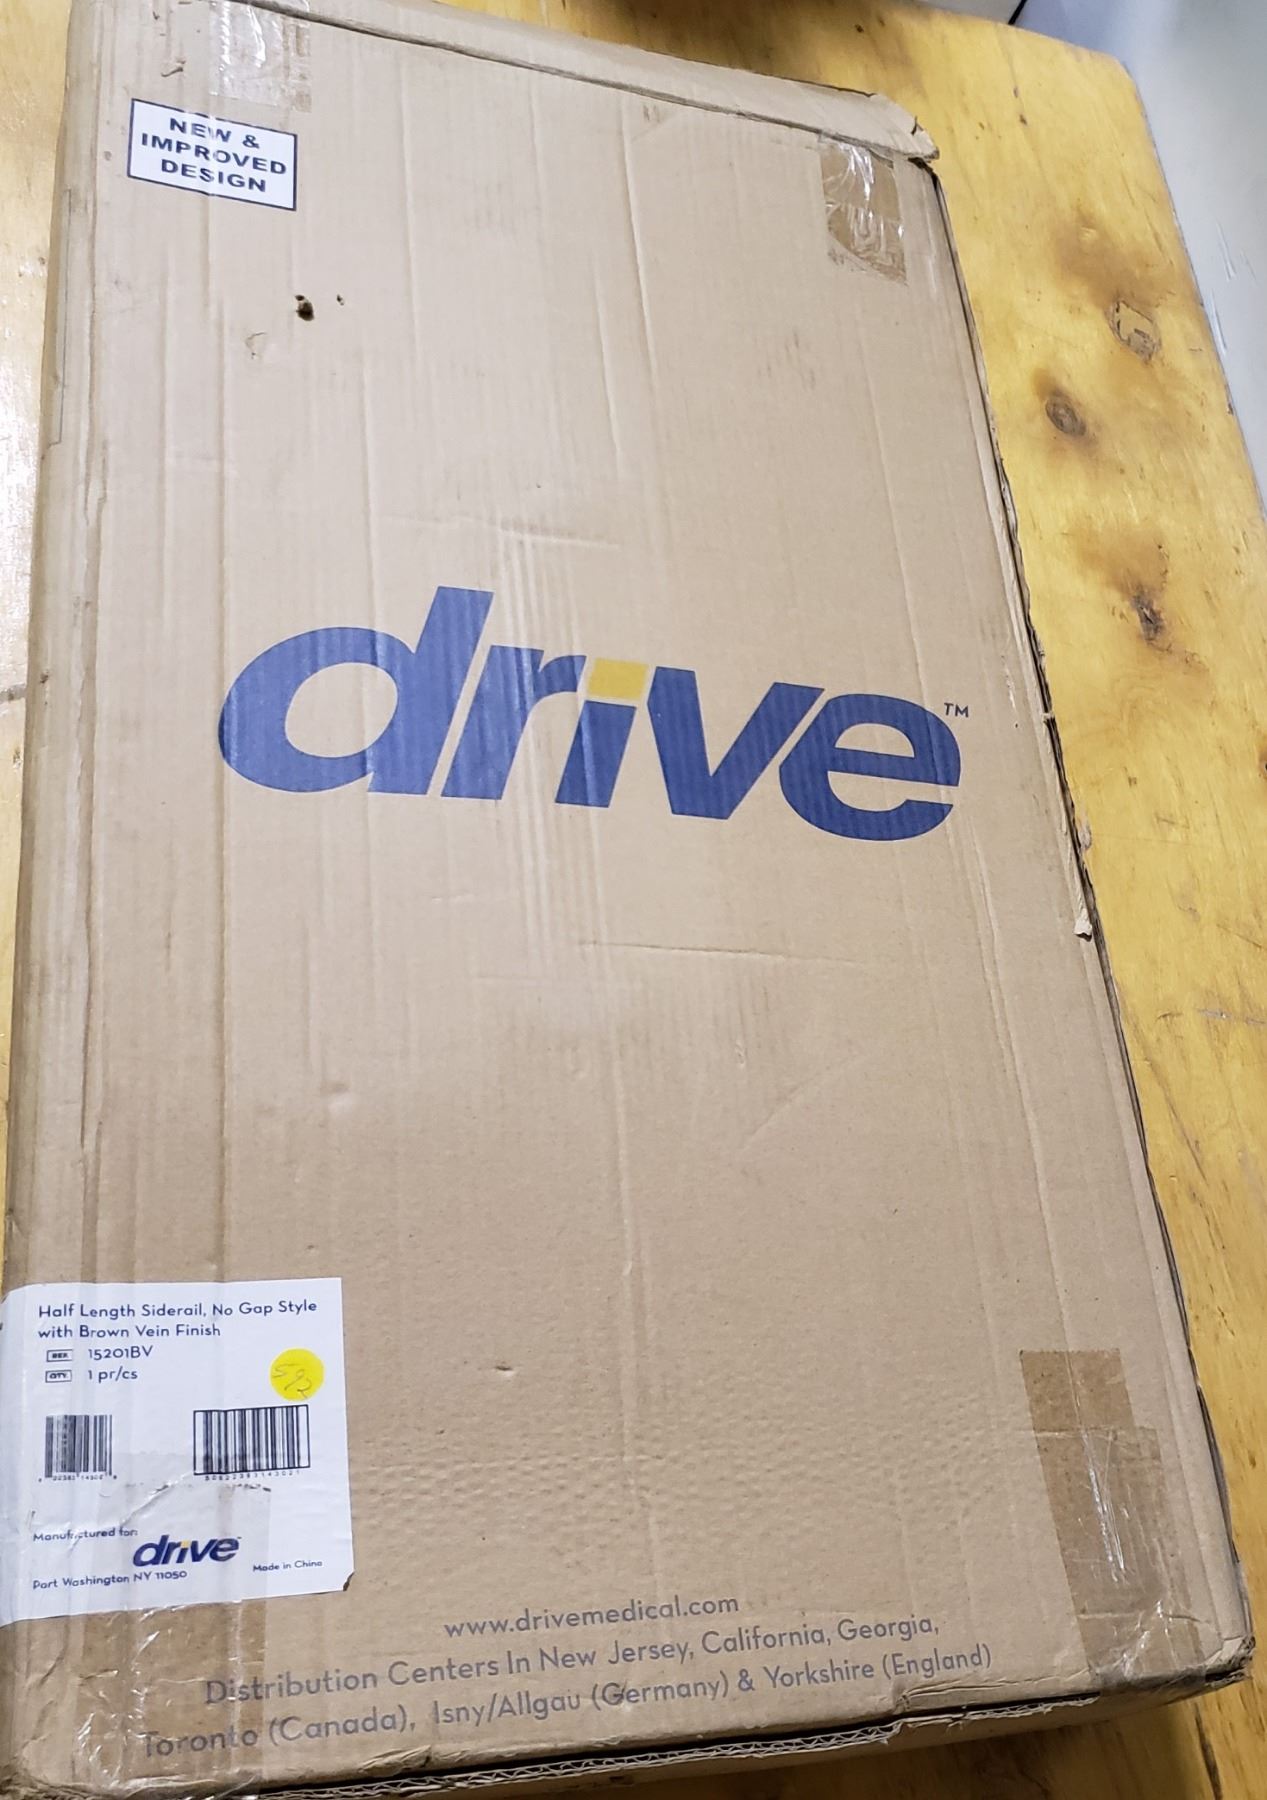 NEW &
IMPROVED
DESIGN
drive™
Half Length Siderail, No Gap Style
with Brown Vein Finish
REF 15201BV
QTY 1 pr/cs
Manufactured for:
drive
Port Washington NY 11050
Made in China
www.drivemedical.com
Distribution Centers In New Jersey, California, Georgia,
Toronto (Canada), Isny/Allgau (Germany) & Yorkshire (England)